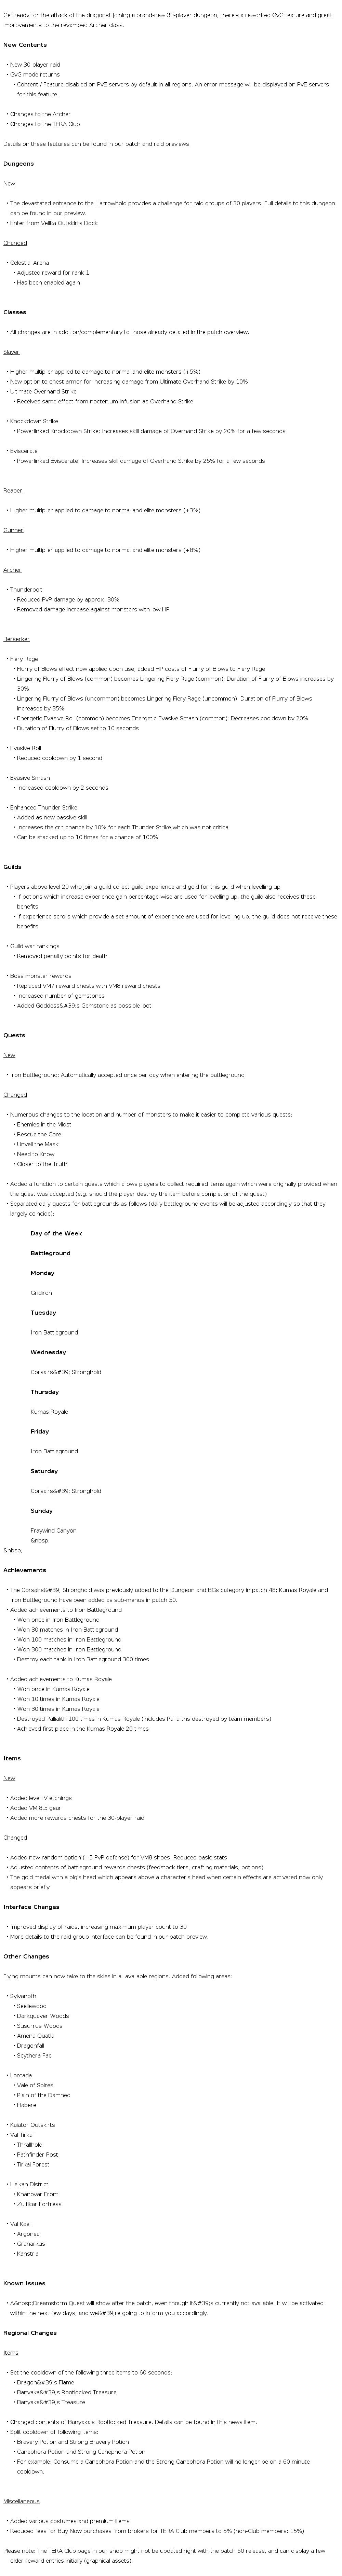 Get ready for the attack of the dragons! Joining a brand-new 30-player dungeon, there's a reworked GvG feature and great
improvements to the revamped Archer class.
New Contents
• New 30-player raid
• GvG mode returns
• Content / Feature disabled on PvE servers by default in all regions. An error message will be displayed on PvE servers
for this feature.
• Changes to the Archer
• Changes to the TERA Club
Details on these features can be found in our patch and raid previews.
Dungeons
New
• The devastated entrance to the Harrowhold provides a challenge for raid groups of 30 players. Full details to this dungeon
can be found in our preview.
• Enter from Velika Outskirts Dock
Changed
• Celestial Arena
• Adjusted reward for rank 1
• Has been enabled again
Classes
• All changes are in addition/complementary to those already detailed in the patch overview.
Slayer
• Higher multiplier applied to damage to normal and elite monsters (+5%)
• New option to chest armor for increasing damage from Ultimate Overhand Strike by 10%
• Ultimate Overhand Strike
• Receives same effect from noctenium infusion as Overhand Strike
• Knockdown Strike
• Powerlinked Knockdown Strike: Increases skill damage of Overhand Strike by 20% for a few seconds
• Eviscerate
• Powerlinked Eviscerate: Increases skill damage of Overhand Strike by 25% for a few seconds
Reaper
• Higher multiplier applied to damage to normal and elite monsters (+3%)
Gunner
• Higher multiplier applied to damage to normal and elite monsters (+8%)
Archer
• Thunderbolt
• Reduced PvP damage by approx. 30%
• Removed damage increase against monsters with low HP
Berserker
• Fiery Rage
• Flurry of Blows effect now applied upon use; added HP costs of Flurry of Blows to Fiery Rage
• Lingering Flurry of Blows (common) becomes Lingering Fiery Rage (common): Duration of Flurry of Blows increases by
30%
• Lingering Flurry of Blows (uncommon) becomes Lingering Fiery Rage (uncommon): Duration of Flurry of Blows
increases by 35%
• Energetic Evasive Roll (common) becomes Energetic Evasive Smash (common): Decreases cooldown by 20%
• Duration of Flurry of Blows set to 10 seconds
• Evasive Roll
• Reduced cooldown by 1 second
• Evasive Smash
• Increased cooldown by 2 seconds
• Enhanced Thunder Strike
• Added as new passive skill
• Increases the crit chance by 10% for each Thunder Strike which was not critical
• Can be stacked up to 10 times for a chance of 100%
Guilds
• Players above level 20 who join a guild collect guild experience and gold for this guild when levelling up
• If potions which increase experience gain percentage-wise are used for levelling up, the guild also receives these
benefits
• If experience scrolls which provide a set amount of experience are used for levelling up, the guild does not receive these
benefits
• Guild war rankings
• Removed penalty points for death
• Boss monster rewards
• Replaced VM7 reward chests with VM8 reward chests
• Increased number of gemstones
• Added Goddess&#39;s Gemstone as possible loot
Quests
New
• Iron Battleground: Automatically accepted once per day when entering the battleground.
Changed
• Numerous changes to the location and number of monsters to make it easier to complete various quests:
• Enemies in the Midst
• Rescue the Core
• Unveil the Mask
• Need to Know
• Closer to the Truth
• Added a function to certain quests which allows players to collect required items again which were originally provided when
the quest was accepted (e.g. should the player destroy the item before completion of the quest)
• Separated daily quests for battlegrounds as follows (daily battleground events will be adjusted accordingly so that they
largely coincide):
Day of the Week
Battleground
Monday
Gridiron
Tuesday
Iron Battleground
Wednesday
Corsairs&#39; Stronghold
Thursday
Kumas Royale
Friday
Iron Battleground
Saturday
Corsairs&#39; Stronghold
Sunday
Fraywind Canyon
&nbsp;
&nbsp;
Achievements
• The Corsairs&#39; Stronghold was previously added to the Dungeon and BGs category in patch 48; Kumas Royale and
Iron Battleground have been added as sub-menus in patch 50.
• Added achievements to Iron Battleground
• Won once in Iron Battleground
• Won 30 matches in Iron Battleground
• Won 100 matches in Iron Battleground
• Won 300 matches in Iron Battleground
• Destroy each tank in Iron Battleground 300 times
• Added achievements to Kumas Royale
• Won once in Kumas Royale
• Won 10 times in Kumas Royale
• Won 30 times in Kumas Royale
• Destroyed Pallialith 100 times in Kumas Royale (includes Pallialiths destroyed by team members)
• Achieved first place in the Kumas Royale 20 times
Items
New
• Added level IV etchings
• Added VM 8.5 gear
• Added more rewards chests for the 30-player raid
Changed
• Added new random option (+5 PvP defense) for VM8 shoes. Reduced basic stats
• Adjusted contents of battleground rewards chests (feedstock tiers, crafting materials, potions)
• The gold medal with a pig's head which appears above a character's head when certain effects are activated now only
appears briefly
Interface Changes
• Improved display of raids, increasing maximum player count to 30
• More details to the raid group interface can be found in our patch preview.
Other Changes
Flying mounts can now take to the skies in all available regions. Added following areas:
• Sylvanoth
• Seeliewood
• Darkquaver Woods
• Susurrus Woods
• Amena Quatla
• Dragonfall
• Scythera Fae
• Lorcada
• Vale of Spires
• Plain of the Damned
• Habere
• Kaiator Outskirts
• Val Tirkai
• Thrallhold
• Pathfinder Post
• Tirkai Forest
• Helkan District
• Khanovar Front
• Zulfikar Fortress
• Val Kaeli
• Argonea
• Granarkus
• Kanstria
Known Issues
• A&nbsp;Dreamstorm Quest will show after the patch, even though it&#39;s currently not available. It will be activated
within the next few days, and we&#39;re going to inform you accordingly.
Regional Changes
Items
• Set the cooldown of the following three items to 60 seconds:
• Dragon&#39;s Flame
• Banyaka&#39;s Rootlocked Treasure
• Banyaka&#39;s Treasure
• Changed contents of Banyaka's Rootlocked Treasure. Details can be found in this news item.
• Split cooldown of following items:
• Bravery Potion and Strong Bravery Potion
• Canephora Potion and Strong Canephora Potion
• For example: Consume a Canephora Potion and the Strong Canephora Potion will no longer be on a 60 minute
cooldown.
Miscellaneous
• Added various costumes and premium items
• Reduced fees for Buy Now purchases from brokers for TERA Club members to 5% (non-Club members: 15%)
Please note: The TERA Club page in our shop might not be updated right with the patch 50 release, and can display a few
older reward entries initially (graphical assets).